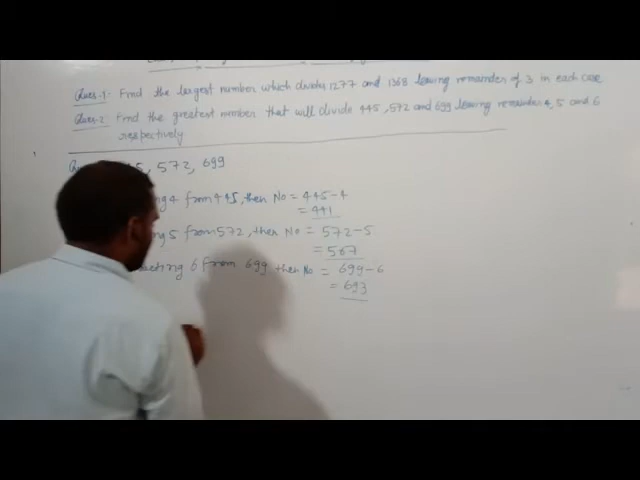 Ques-1. Find the largest number which divide 1277 and 1368 leaving remainder of 3 in each case
Ques-2 Find the greatest number that will divide 445, 572 and 699 leaving remainder 4, 5 and 6
respectively
5, 572, 699
4 from 445, then No = 445-4
= 441
5 from 572, then No = 572-5
= 567
6 from 699 then No = 699-6
= 693